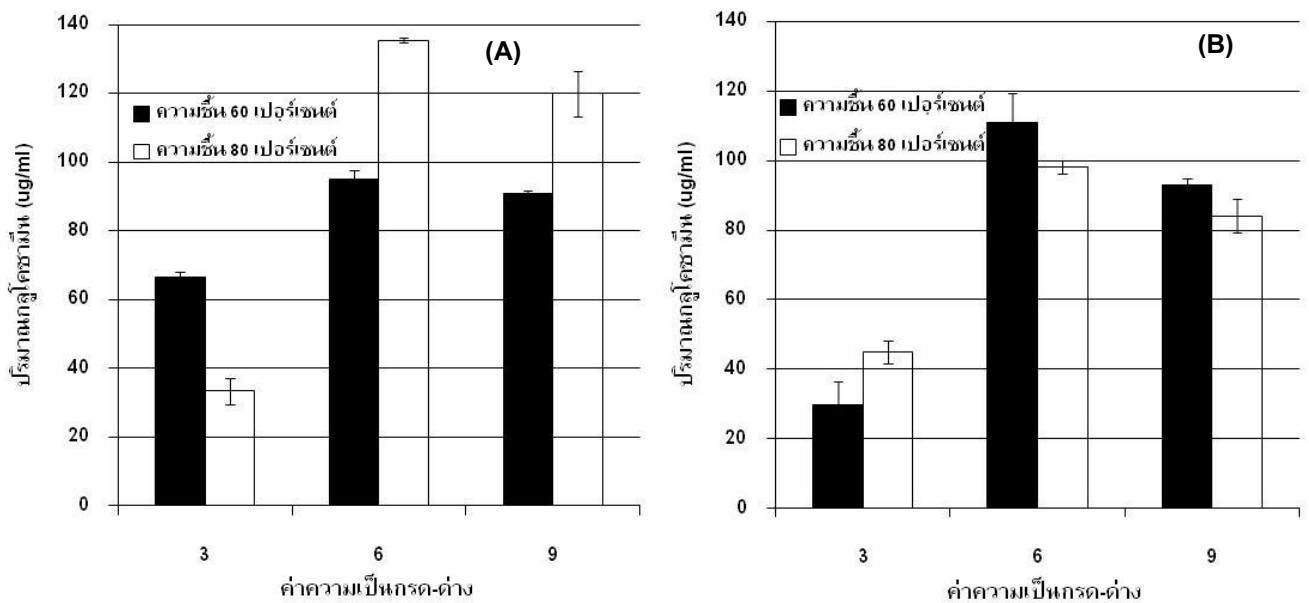 140
120
100
80
60
40
20
0
ปริมาณกลูโคซามีน (ug/ml)
(A)
ความชื้น 60 เปอร์เซนต์
ความชื้น 80 เปอร์เซนต์
3 6 9
ค่าความเป็นกรด-ด่าง
140
120
100
80
60
40
20
0
ปริมาณกลูโคซามีน (ug/ml)
(B)
ความชื้น 60 เปอร์เซนต์
ความชื้น 80 เปอร์เซนต์
3 6 9
ค่าความเป็นกรด-ด่าง